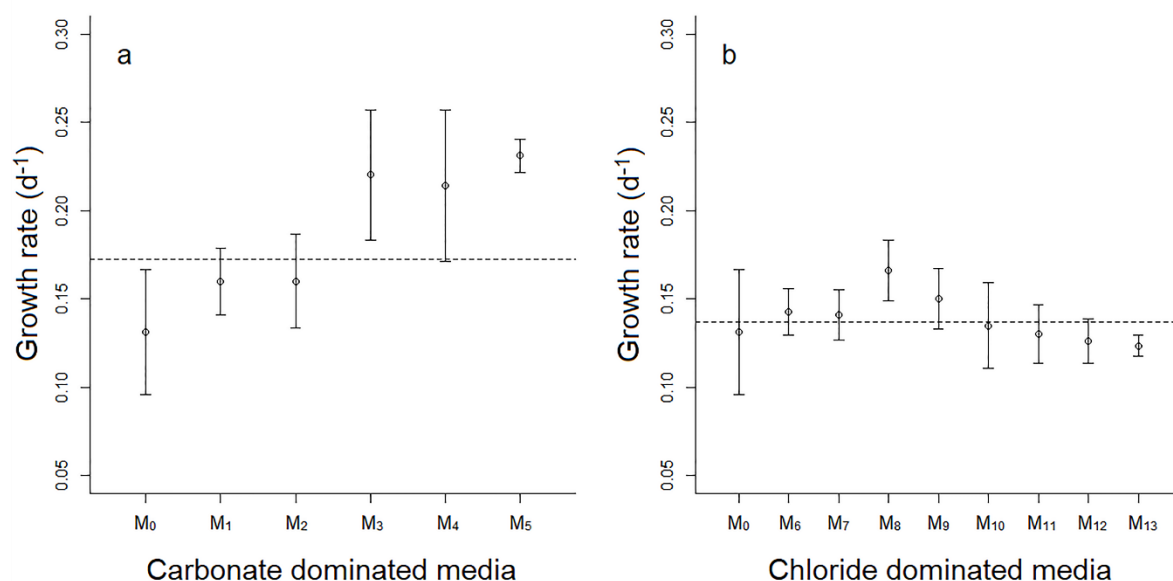 a
Growth rate (d⁻¹)
0.30
0.25
0.20
0.15
0.10
0.05
M₀ M₁ M₂ M₃ M₄ M₅
Carbonate dominated media
b
Growth rate (d⁻¹)
0.30
0.25
0.20
0.15
0.10
0.05
M₀ M₆ M₇ M₈ M₉ M₁₀ M₁₁ M₁₂ M₁₃
Chloride dominated media